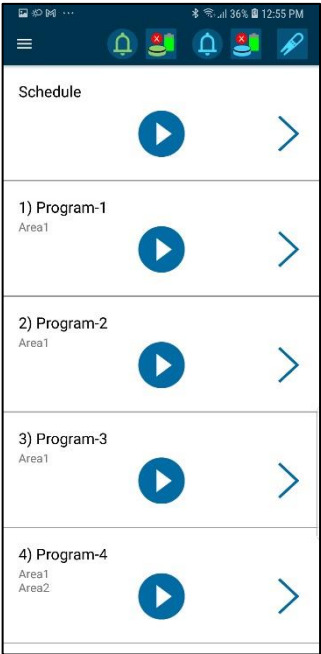 36% 12:55 PM
Schedule
1) Program-1
Area1
2) Program-2
Area1
3) Program-3
Area1
4) Program-4
Area1
Area2